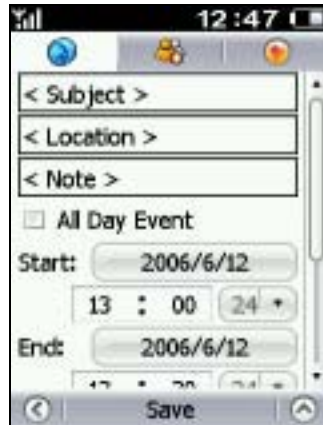 12:47
< Subject >
< Location >
< Note >
All Day Event
Start: 2006/6/12
13 : 00 24
End: 2006/6/12
Save